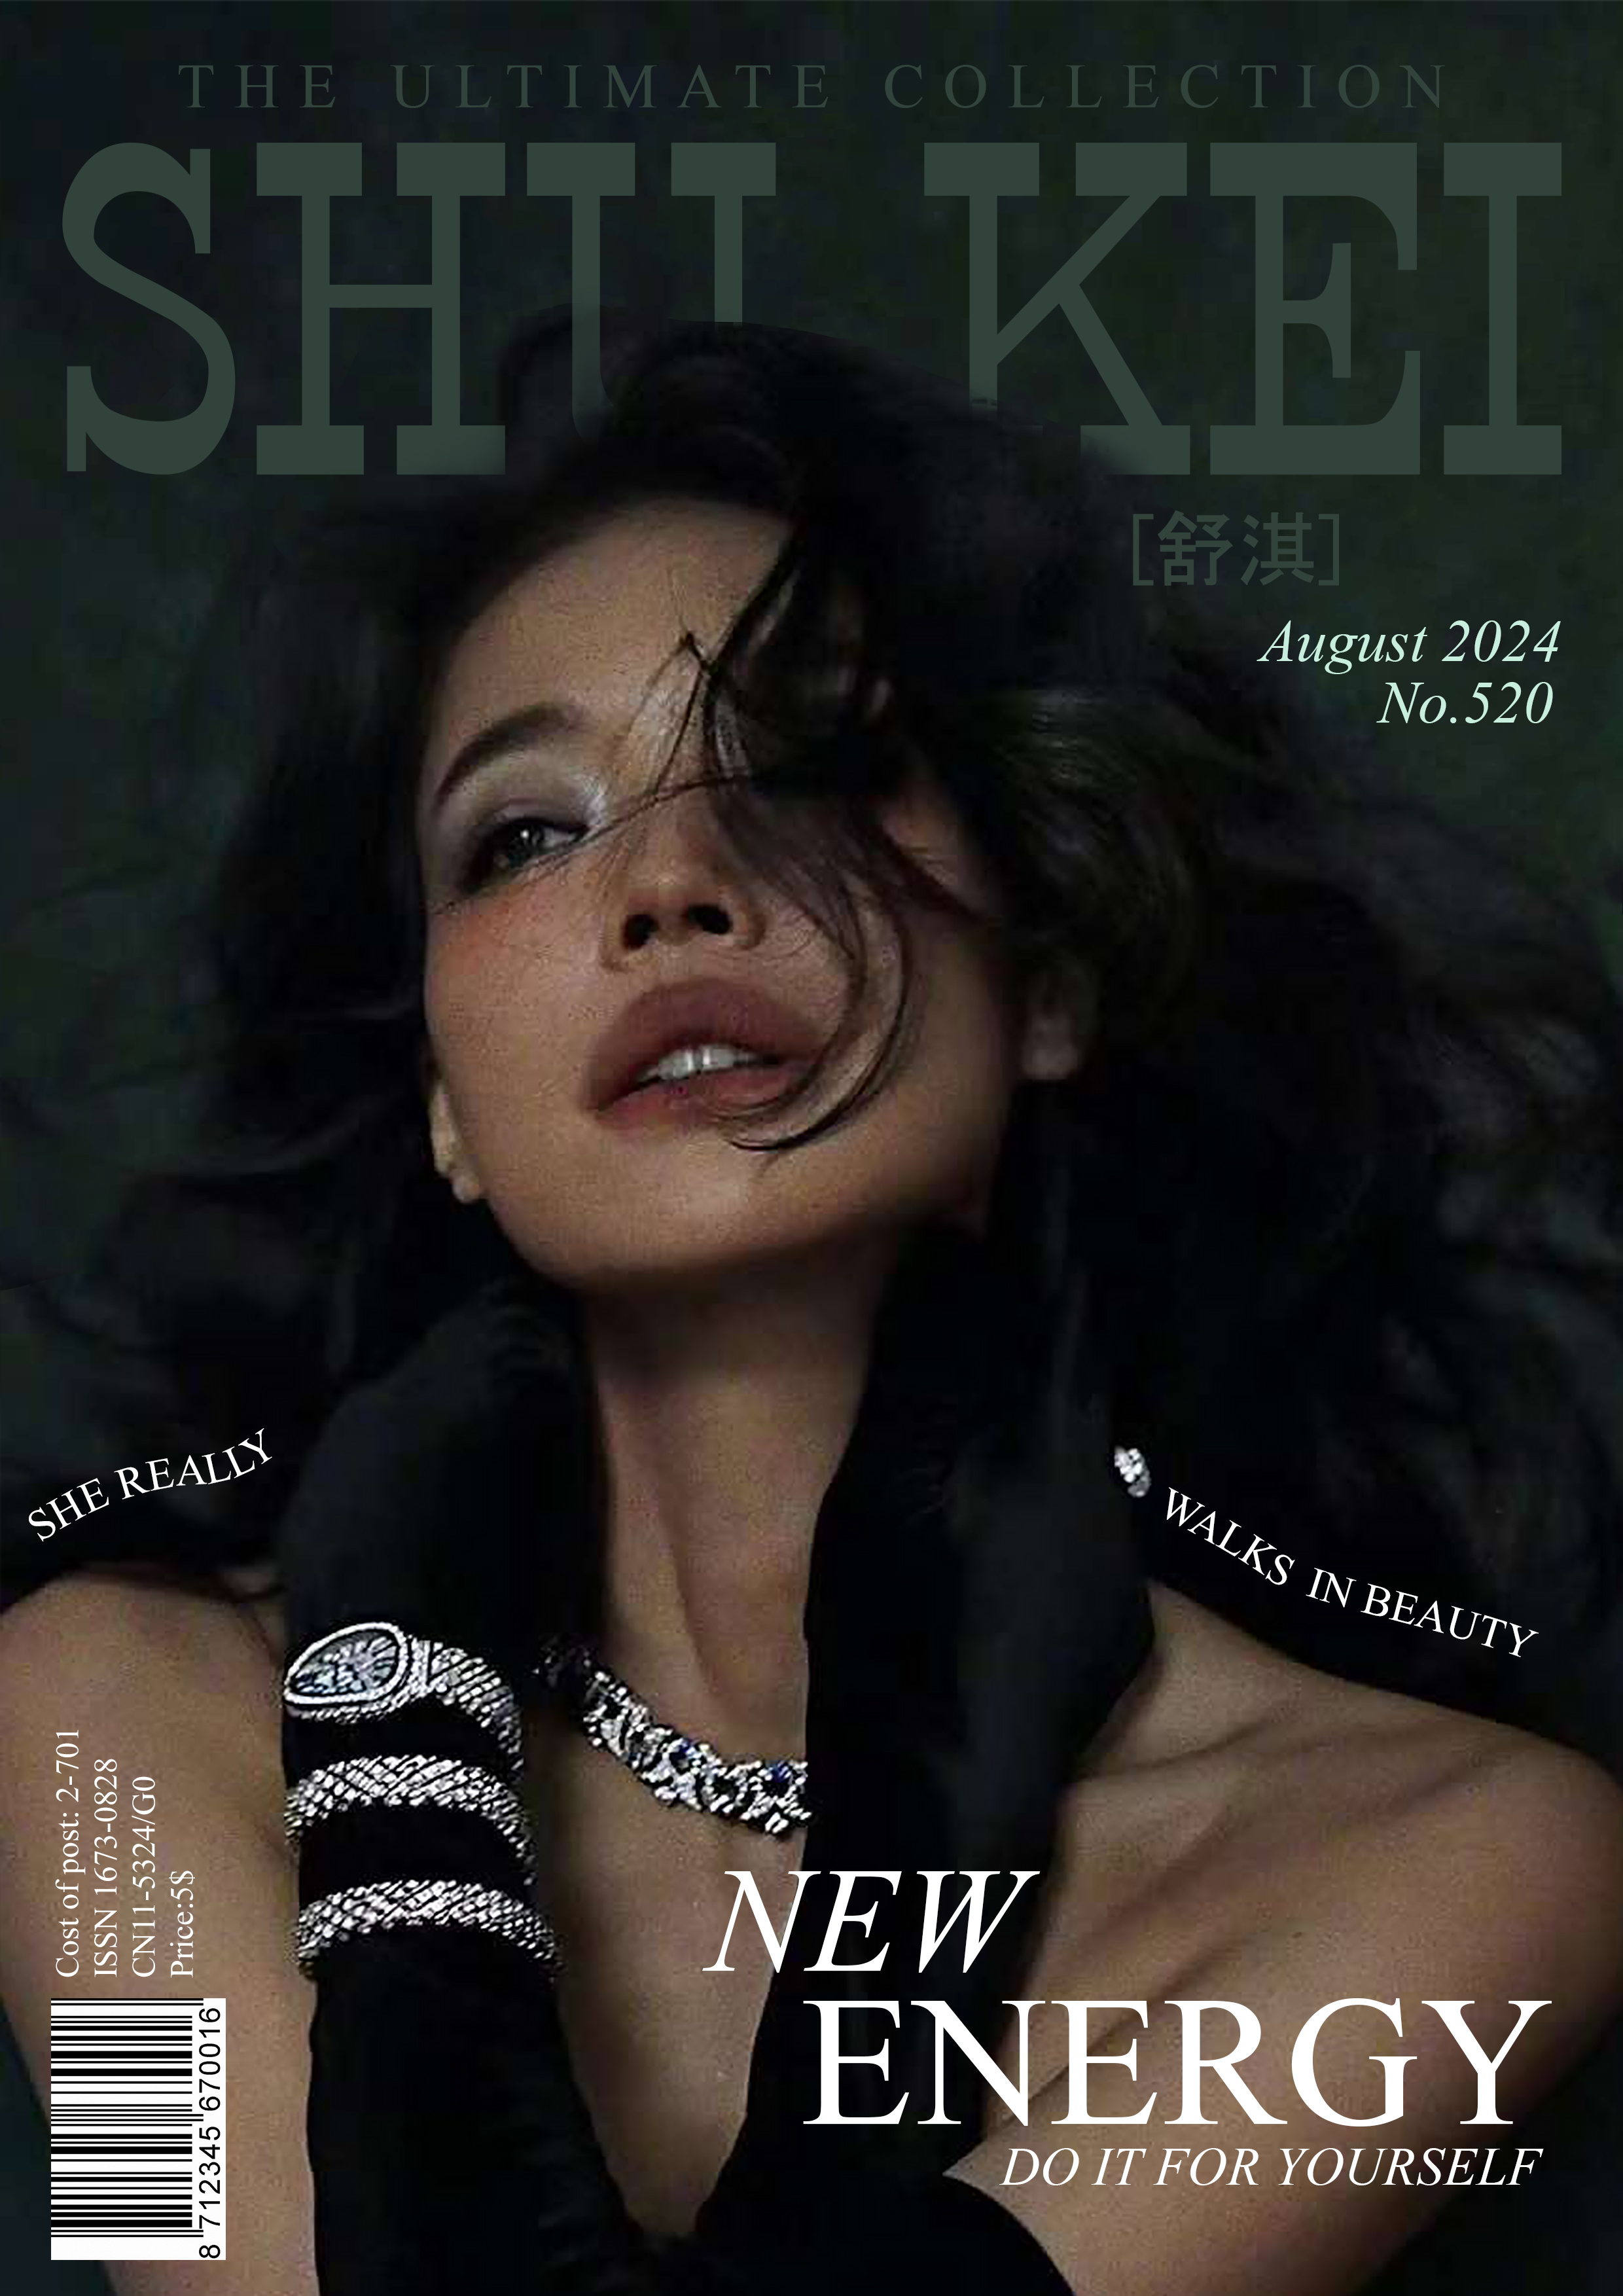 THE ULTIMATE COLLECTION
SHU KEI
[舒淇]
August 2024
No.520
SHE REALLY
WALKS IN BEAUTY
Cost of post: 2-701
ISSN 1673-0828
CN11-5324/G0
Price:5$
8 712345 670016
NEW
ENERGY
DO IT FOR YOURSELF